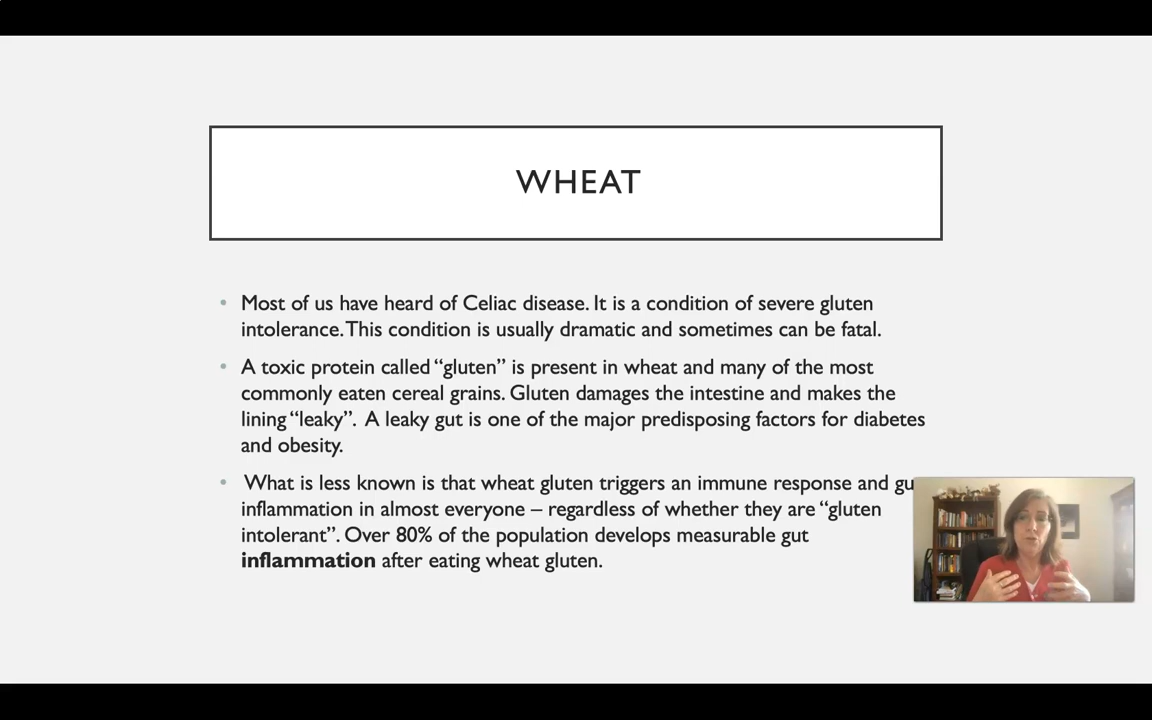 WHEAT
Most of us have heard of Celiac disease. It is a condition of severe gluten
intolerance. This condition is usually dramatic and sometimes can be fatal.
A toxic protein called “gluten” is present in wheat and many of the most
commonly eaten cereal grains. Gluten damages the intestine and makes the
lining “leaky”. A leaky gut is one of the major predisposing factors for diabetes
and obesity.
What is less known is that wheat gluten triggers an immune response and gu
inflammation in almost everyone – regardless of whether they are “gluten
intolerant”. Over 80% of the population develops measurable gut
inflammation after eating wheat gluten.